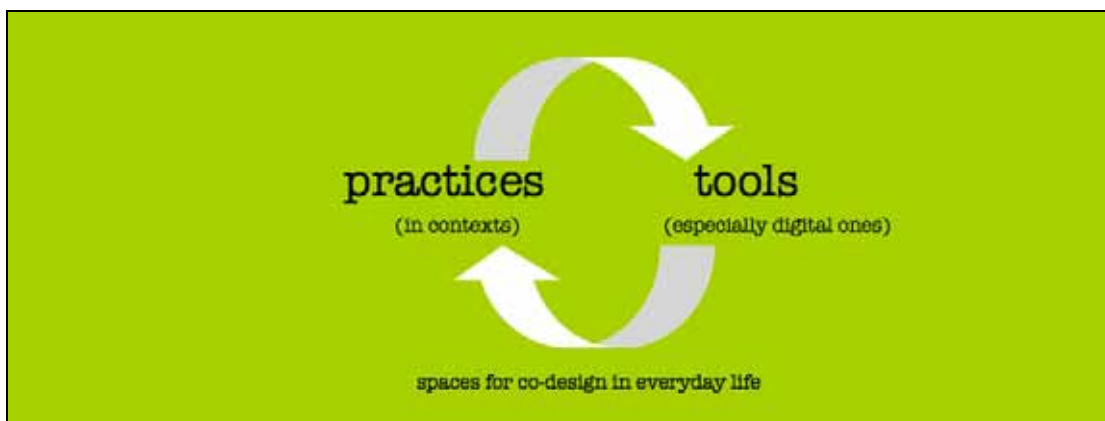 practices tools
(in contexts) (especially digital ones)
spaces for co-design in everyday life